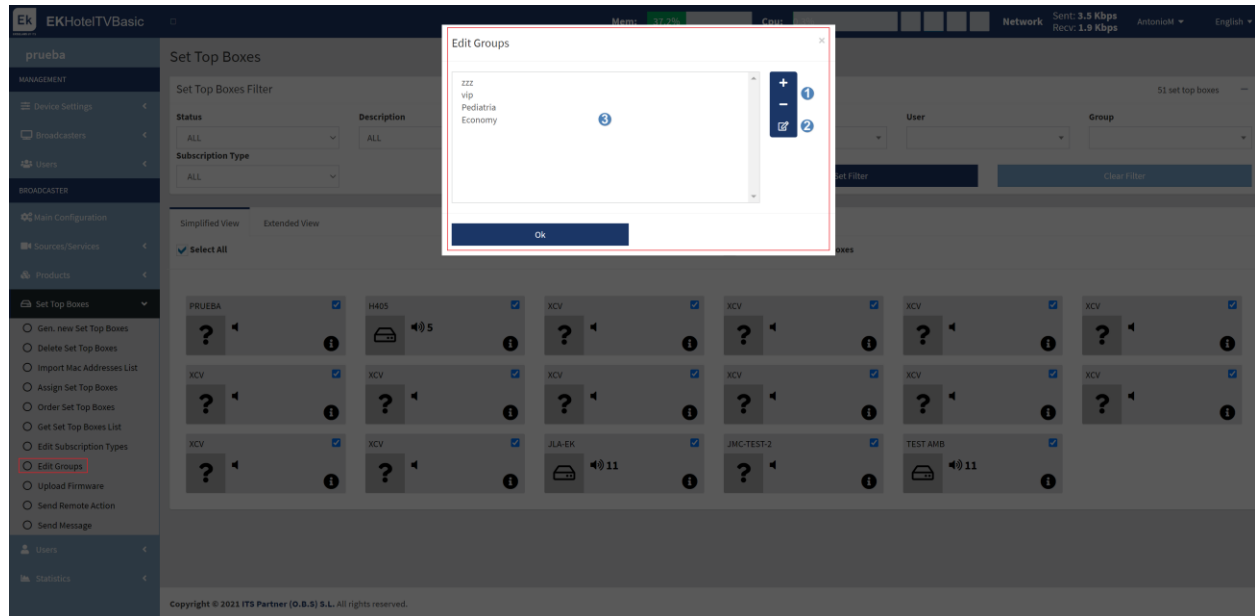 Ek EKHotelTVBasic
Mem: 37.2% Cpu:
Network Sent: 3.5 Kbps
Recv: 1.9 Kbps
AntonioM English
prueba
MANAGEMENT
Device Settings
Broadcasters
Users
BROADCASTER
Main Configuration
Sources/Services
Products
Set Top Boxes
Gen. new Set Top Boxes
Delete Set Top Boxes
Import Mac Addresses List
Assign Set Top Boxes
Order Set Top Boxes
Get Set Top Boxes List
Edit Subscription Types
Edit Groups
Upload Firmware
Send Remote Action
Send Message
Users
Statistics
Set Top Boxes
Set Top Boxes Filter
51 set top boxes
Status Description User Group
ALL ALL
Subscription Type
ALL
Set Filter Clear Filter
Edit Groups ×
zzz
vip
Pediatria
Economy
3
+ 1
−
2
Ok
Simplified View Extended View
Select All
PRUEBA H405 XCV XCV XCV XCV
5
XCV XCV XCV XCV XCV XCV
XCV XCV JLA-EK JMC-TEST-2 TEST AMB
11 11
Copyright © 2021 ITS Partner (O.B.S) S.L. All rights reserved.